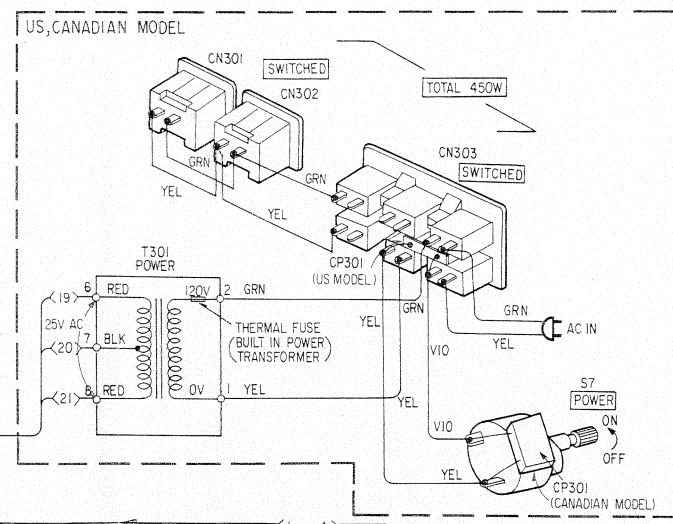 US, CANADIAN MODEL
CN301
SWITCHED
CN302
TOTAL 450W
CN303
SWITCHED
GRN
GRN
YEL
YEL
T301
POWER
CP301
(US MODEL)
6 RED
120V 2 GRN
(19)
25V AC
GRN
GRN
AC IN
YEL
7 BLK
(20)
THERMAL FUSE
(BUILT IN POWER)
TRANSFORMER
YEL
VIO
8 RED
(21)
0V 1 YEL
YEL
S7
POWER
ON
OFF
VIO
YEL
CP301
(CANADIAN MODEL)